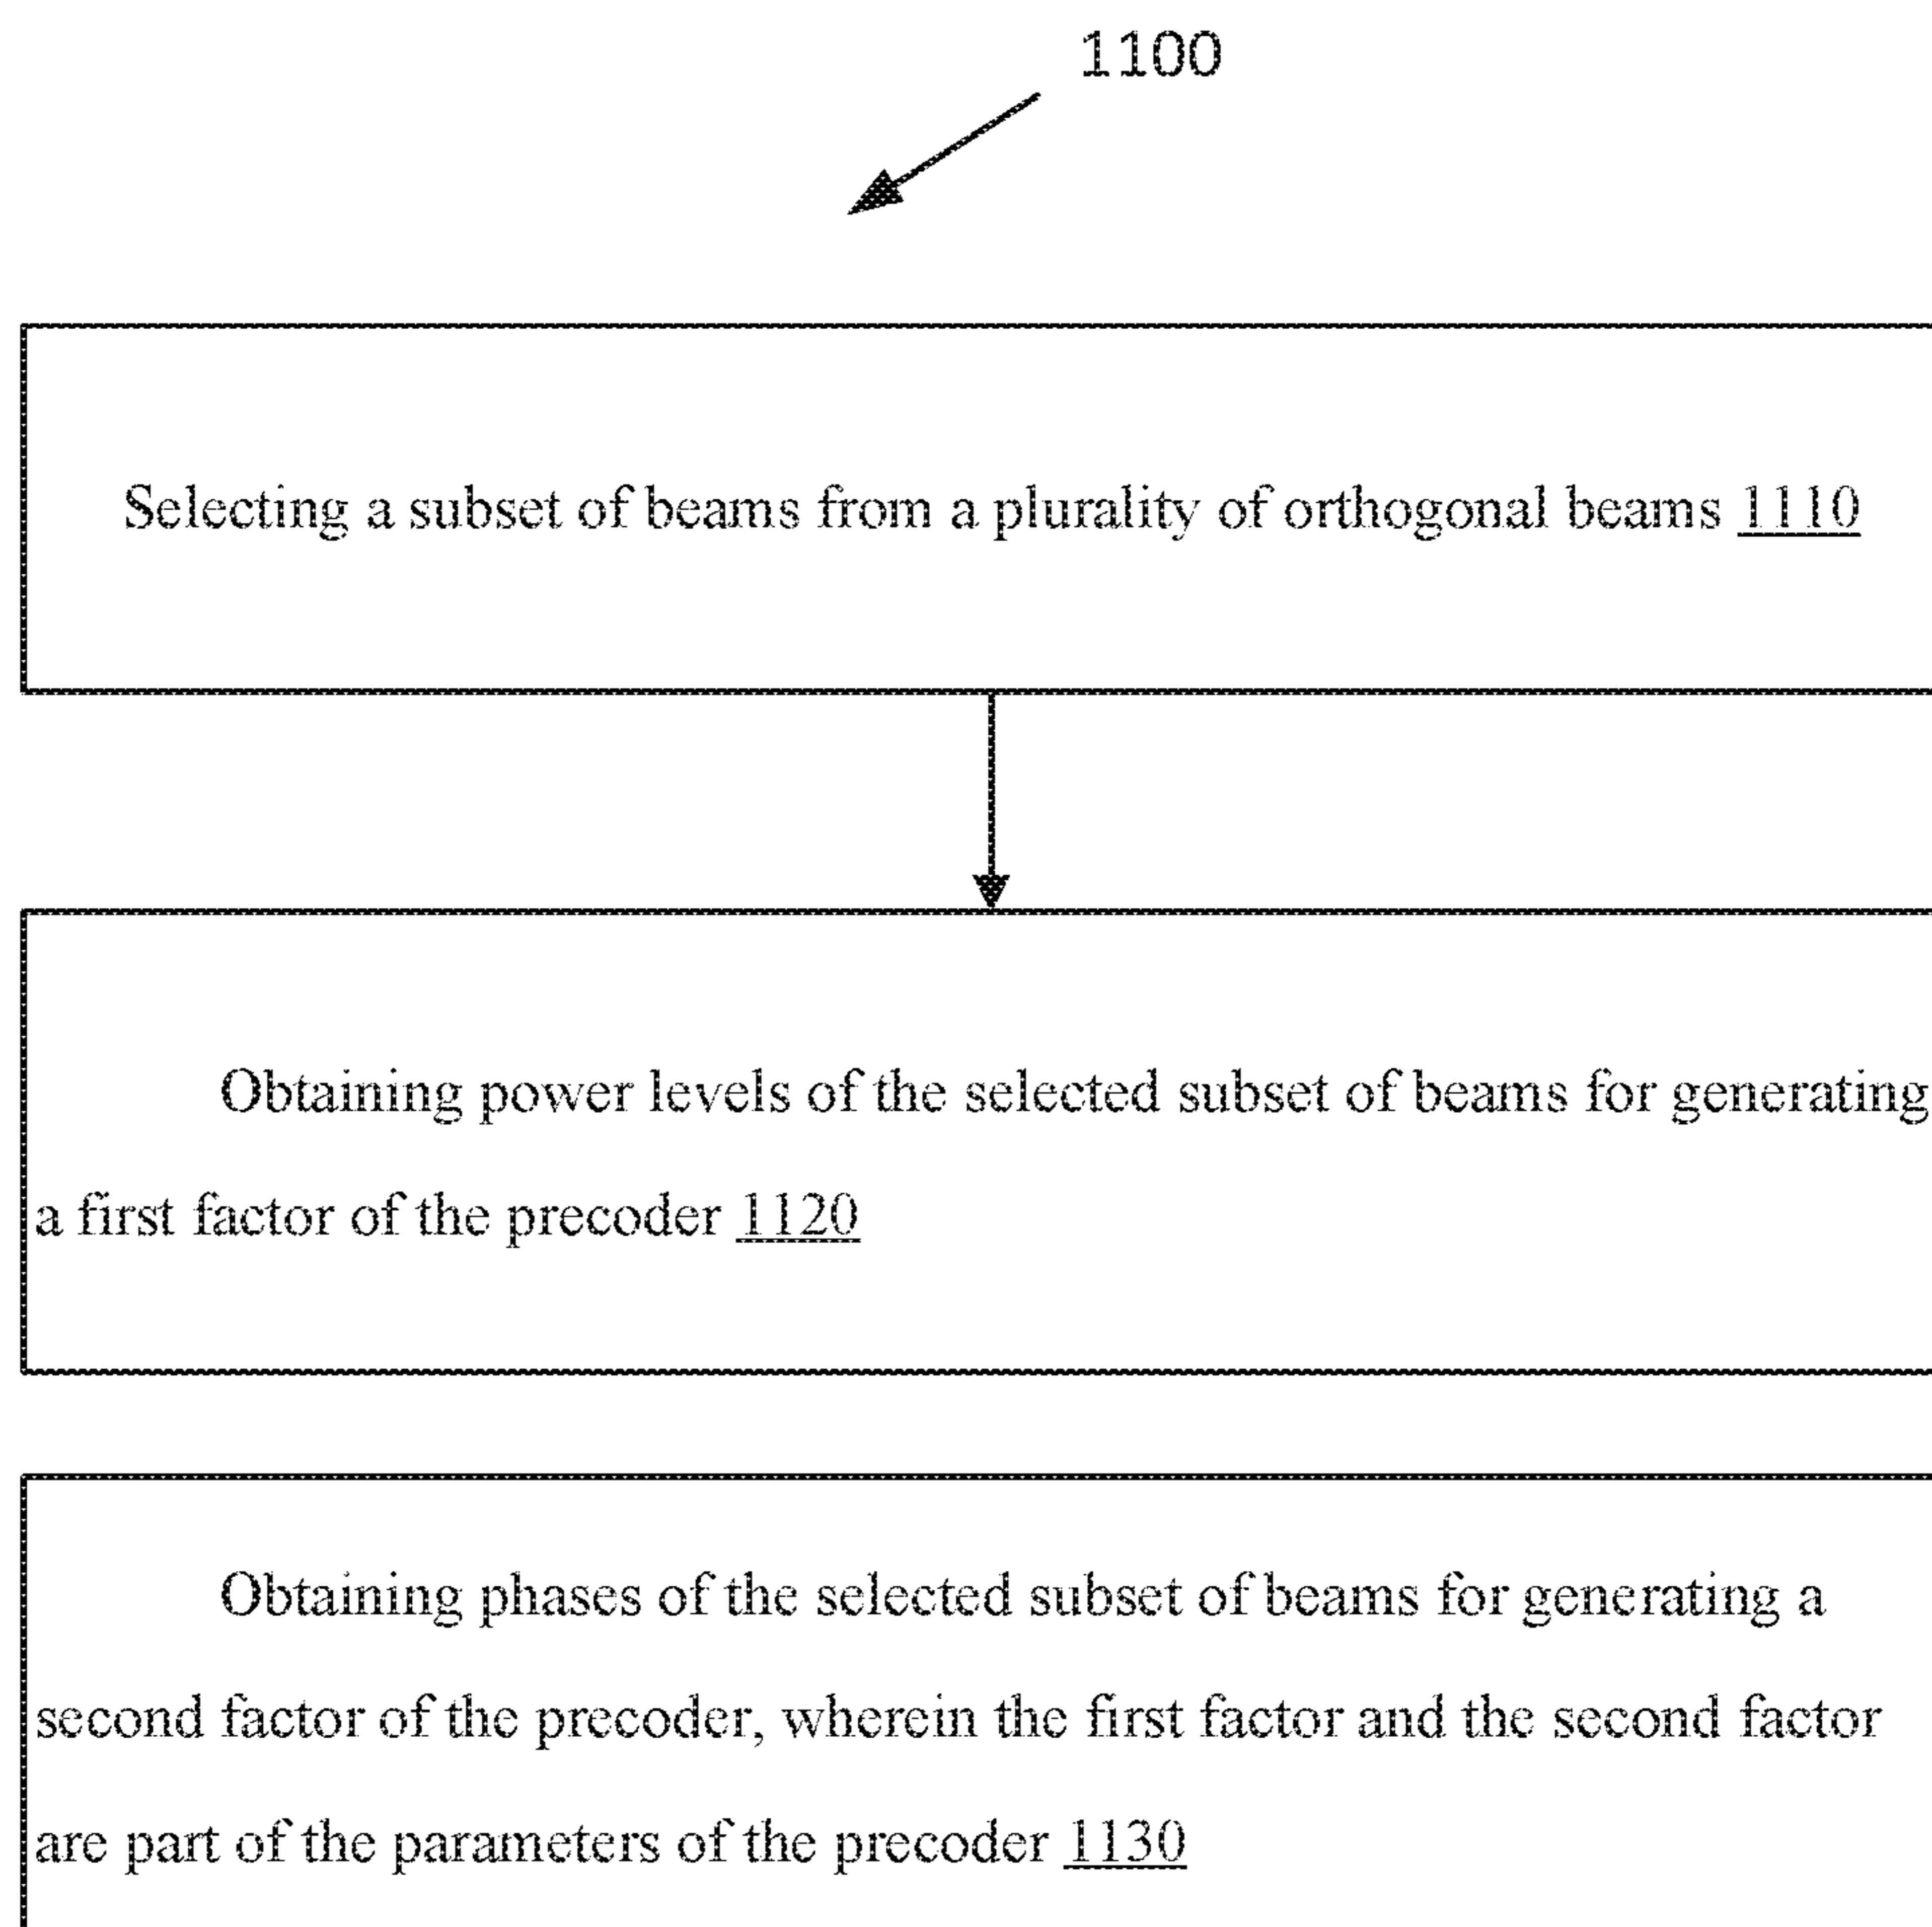 1100
Selecting a subset of beams from a plurality of orthogonal beams 1110
Obtaining power levels of the selected subset of beams for generating
a first factor of the precoder 1120
Obtaining phases of the selected subset of beams for generating a
second factor of the precoder, wherein the first factor and the second factor
are part of the parameters of the precoder 1130